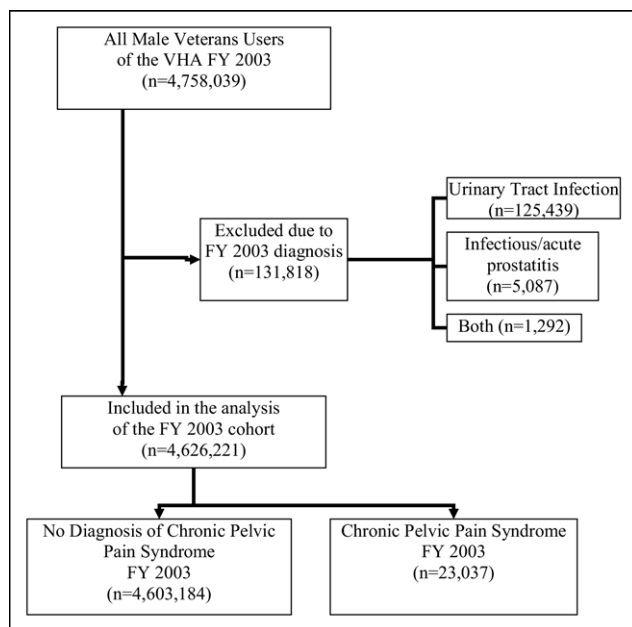 All Male Veterans Users
of the VHA FY 2003
(n=4,758,039)
Excluded due to
FY 2003 diagnosis
(n=131,818)
Urinary Tract Infection
(n=125,439)
Infectious/acute
prostatitis
(n=5,087)
Both (n=1,292)
Included in the analysis
of the FY 2003 cohort
(n=4,626,221)
No Diagnosis of Chronic Pelvic
Pain Syndrome
FY 2003
(n=4,603,184)
Chronic Pelvic Pain Syndrome
FY 2003
(n=23,037)